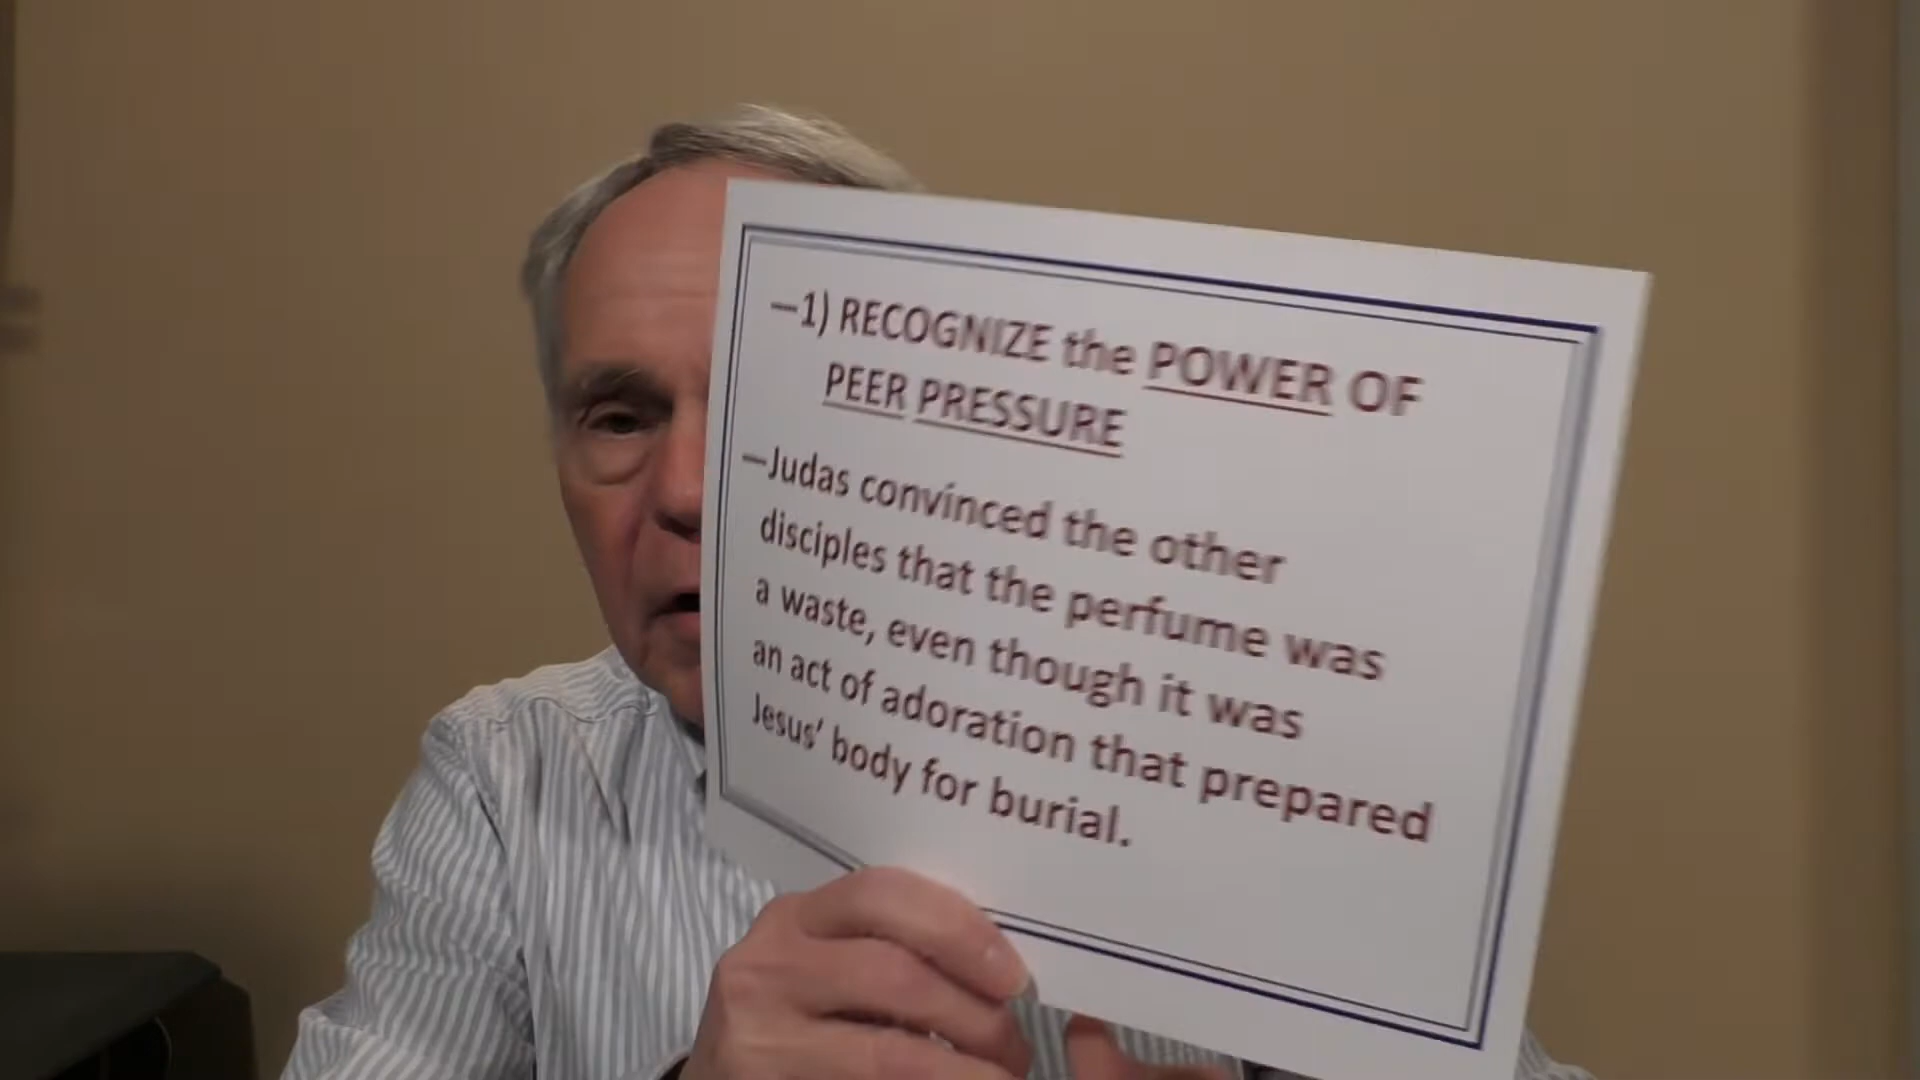 —1) RECOGNIZE the POWER OF
PEER PRESSURE
—Judas convinced the other
disciples that the perfume was
a waste, even though it was
an act of adoration that prepared
Jesus’ body for burial.